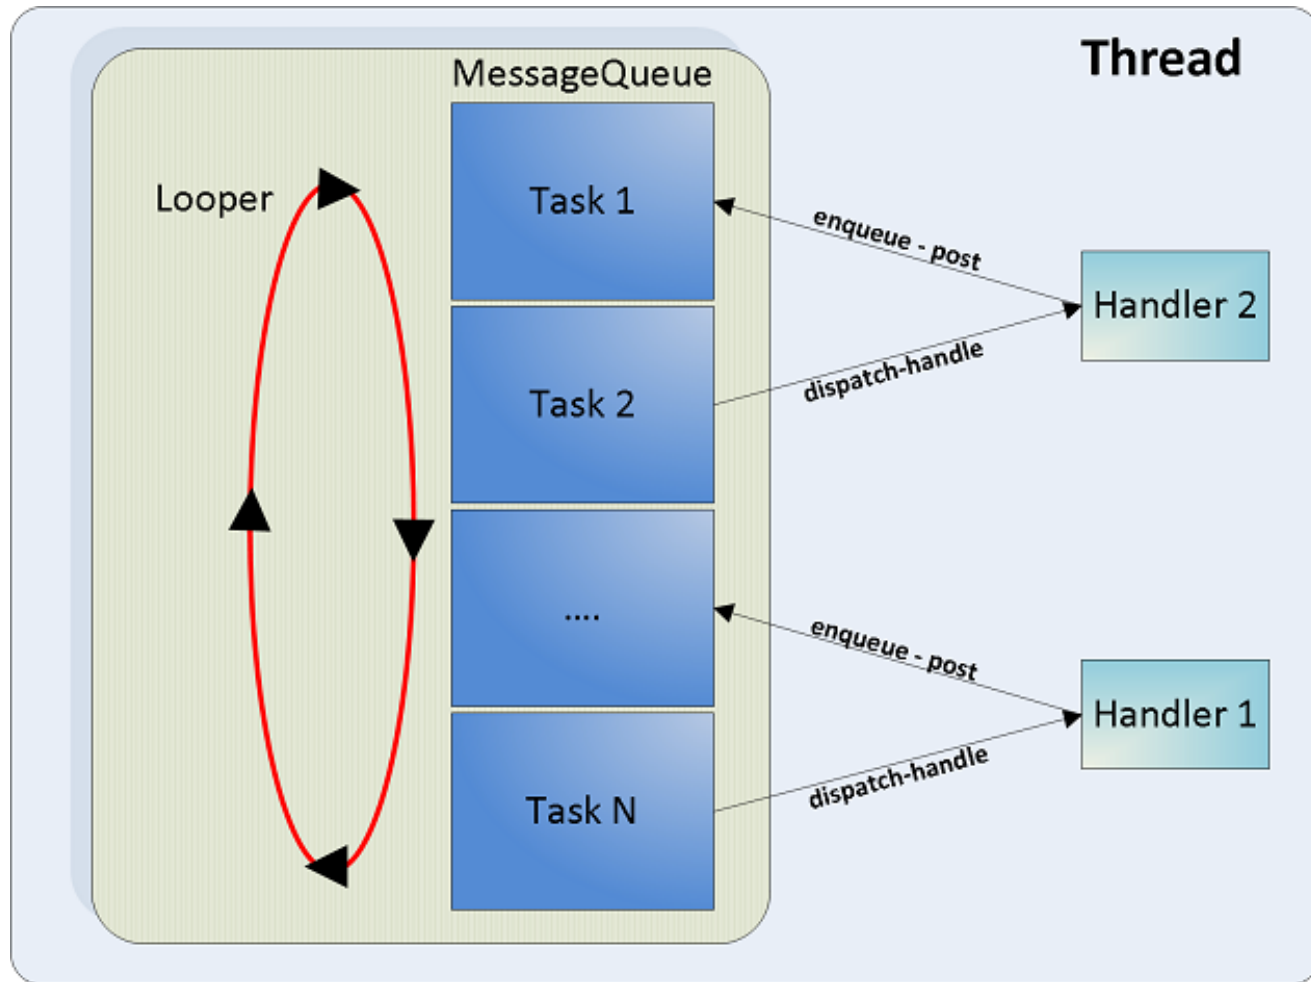 Thread
MessageQueue
Looper
Task 1
enqueue - post
Handler 2
dispatch-handle
Task 2
....
enqueue - post
Handler 1
dispatch-handle
Task N